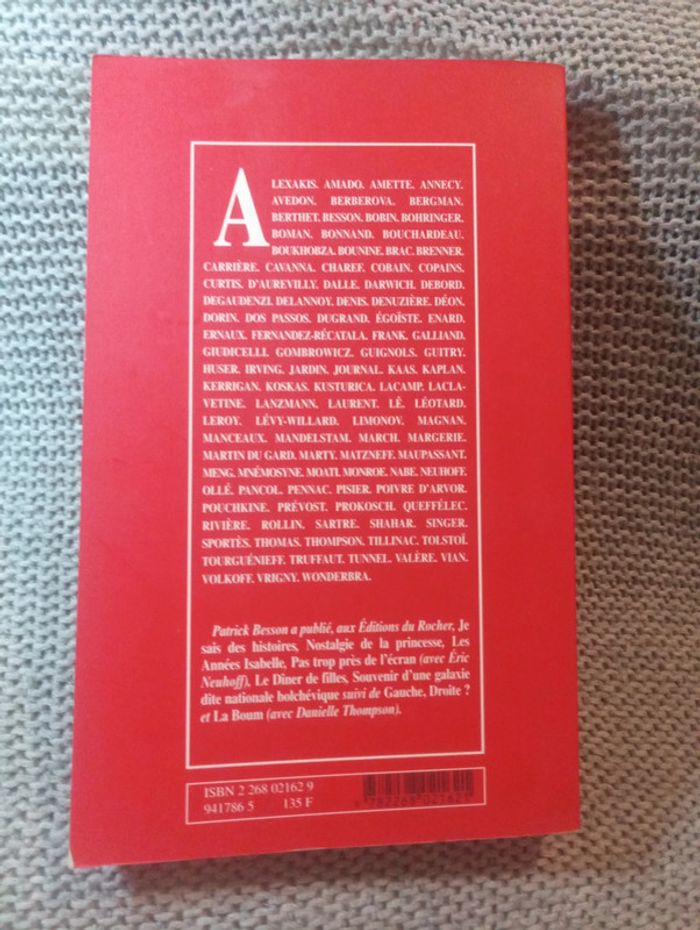 ALEXAKIS. AMADO. AMETTE. ANNECY.
AVEDON. BERBEROVA. BERGMAN.
BERTHET. BESSON. BOBIN. BOHRINGER.
BOMAN. BONNAND. BOUCHARDEAU.
BOUKHOBZA. BOUNINE. BRAC. BRENNER.
CARRIÈRE. CAVANNA. CHAREF. COBAIN. COPAINS.
CURTIS. D'AUREVILLY. DALLE. DARWICH. DEBORD.
DEGAUDENZI. DELANNOY. DENIS. DENUZIÈRE. DÉON.
DORIN. DOS PASSOS. DUGRAND. ÉGOÏSTE. ENARD.
ERNAUX. FERNANDEZ-RÉCATALA. FRANK. GALLIAND.
GIUDICELLI. GOMBROWICZ. GUIGNOLS. GUITRY.
HUSER. IRVING. JARDIN. JOURNAL. KAAS. KAPLAN.
KERRIGAN. KOSKAS. KUSTURICA. LACAMP. LACLA-
VETINE. LANZMANN. LAURENT. LÊ. LÉOTARD.
LEROY. LÉVY-WILLARD. LIMONOV. MAGNAN.
MANCEAUX. MANDELSTAM. MARCH. MARGERIE.
MARTIN DU GARD. MARTY. MATZNEFF. MAUPASSANT.
MENG. MNÉMOSYNE. MOATI. MONROE. NABE. NEUHOFF.
OLLÉ. PANCOL. PENNAC. PISIER. POIVRE D'ARVOR.
POUCHKINE. PRÉVOST. PROKOSCH. QUEFFÉLEC.
RIVIÈRE. ROLLIN. SARTRE. SHAHAR. SINGER.
SPORTÈS. THOMAS. THOMPSON. TILLINAC. TOLSTOÏ.
TOURGUÉNIEFF. TRUFFAUT. TUNNEL. VALÈRE. VIAN.
VOLKOFF. VRIGNY. WONDERBRA.
Patrick Besson a publié, aux Éditions du Rocher, Je
sais des histoires, Nostalgie de la princesse, Les
Années Isabelle, Pas trop près de l'écran (avec Éric
Neuhoff), Le Dîner de filles, Souvenir d'une galaxie
dite nationale bolchévique suivi de Gauche, Droite ?
et La Boum (avec Danielle Thompson).
ISBN 2 268 02162 9
941786 5 135 F
9 782268 021621